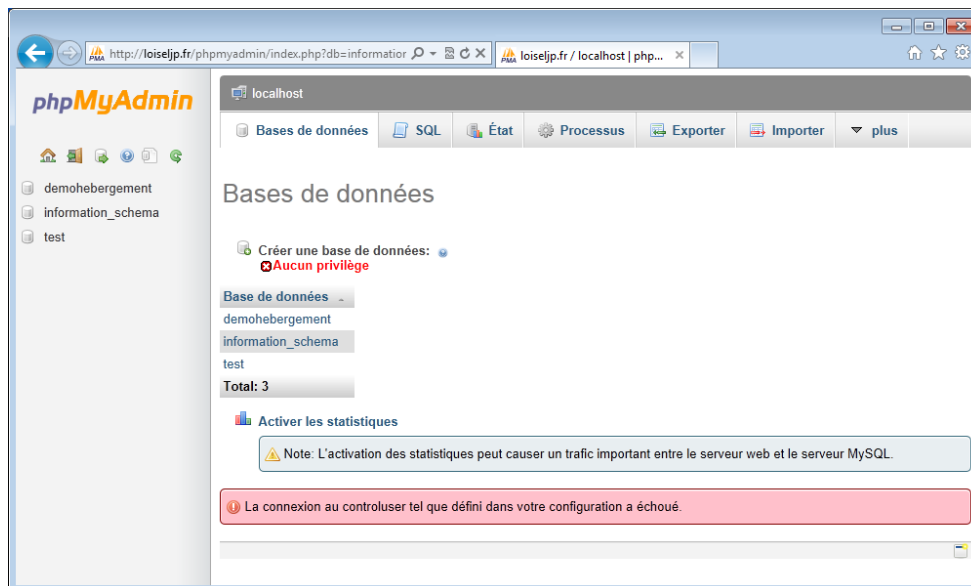 http://loiseljp.fr/phpmyadmin/index.php?db=informatior
loiseljp.fr / localhost | php...
phpMyAdmin
demohebergement
information_schema
test
localhost
Bases de données
SQL
État
Processus
Exporter
Importer
plus
Bases de données
Créer une base de données:
Aucun privilège
Base de données
demohebergement
information_schema
test
Total: 3
Activer les statistiques
Note: L'activation des statistiques peut causer un trafic important entre le serveur web et le serveur MySQL.
La connexion au controluser tel que défini dans votre configuration a échoué.